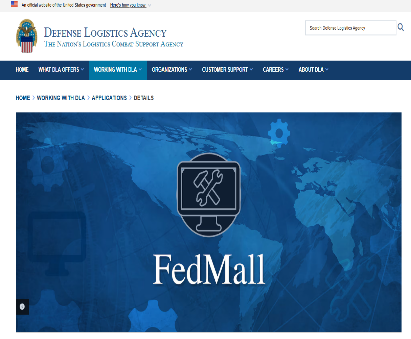 An official website of the United States government Here's how you know
DEFENSE LOGISTICS AGENCY
THE NATION'S LOGISTICS COMBAT SUPPORT AGENCY
Search Defense Logistics Agency
HOME WHAT DLA OFFERS WORKING WITH DLA ORGANIZATIONS CUSTOMER SUPPORT CAREERS ABOUT DLA
HOME > WORKING WITH DLA > APPLICATIONS > DETAILS
FedMall